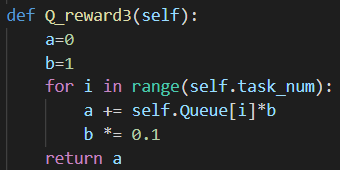 def Q_reward3(self):
    a=0
    b=1
    for i in range(self.task_num):
        a += self.Queue[i]*b
        b *= 0.1
    return a